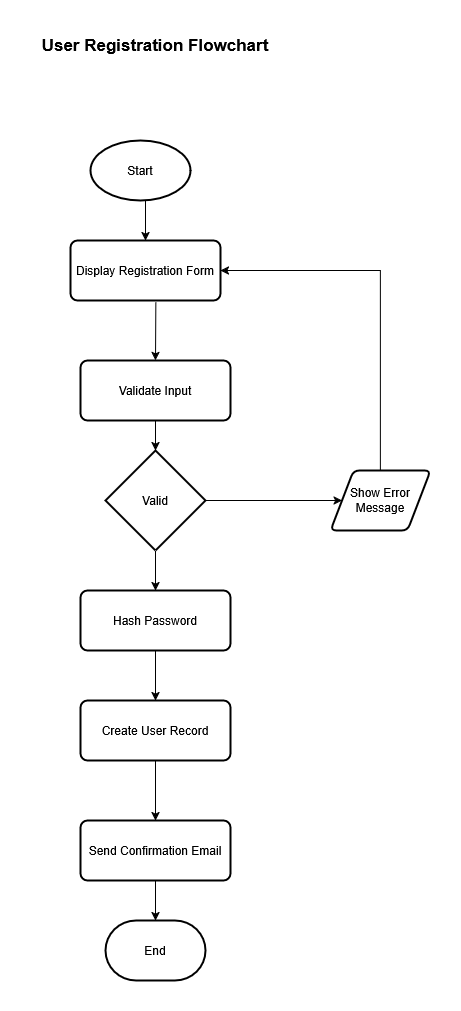 User Registration Flowchart
Start
Display Registration Form
Validate Input
Valid
Show Error
Message
Hash Password
Create User Record
Send Confirmation Email
End